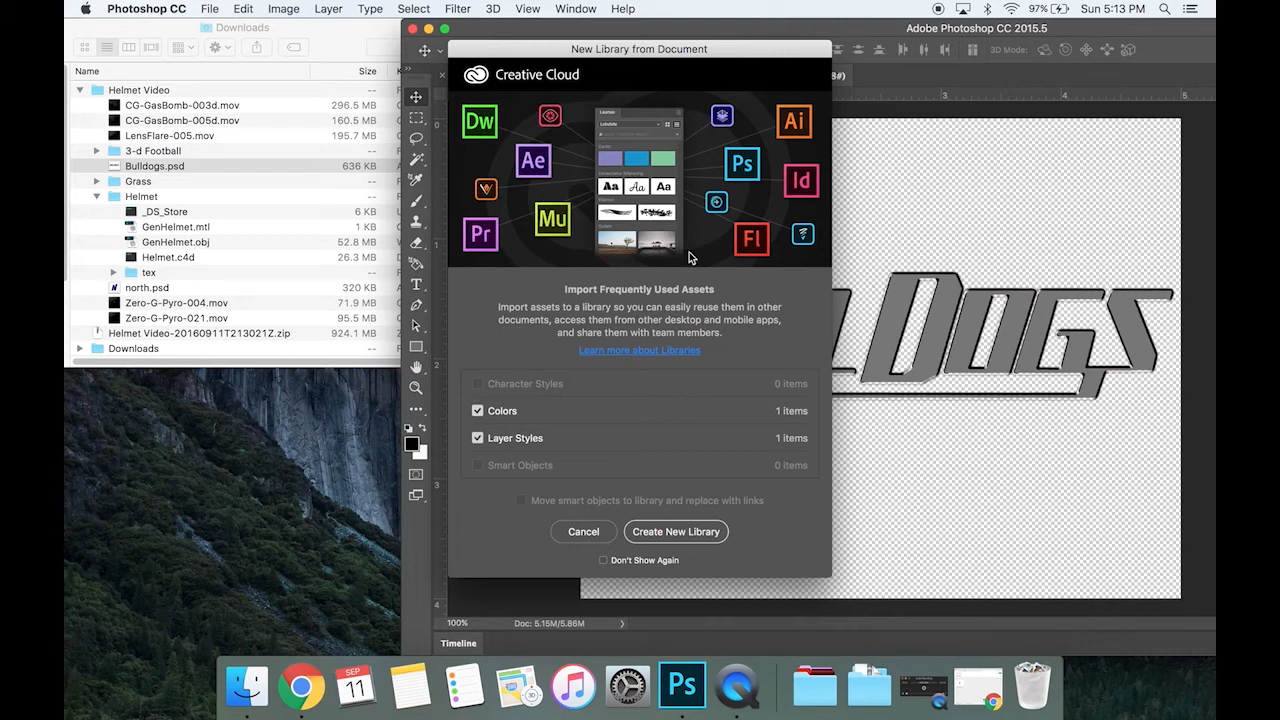 Photoshop CC File Edit Image Layer Type Select Filter 3D View Window Help 97% Sun 5:13 PM
Downloads
Adobe Photoshop CC 2015.5
3D Mode:
Name Size
Helmet Video --
CG-GasBomb-003d.mov 296.5 MB
CG-GasBomb-005d.mov 160.5 MB
LensFlare-005.mov 195.7 MB
3-d Football --
Bulldogs.psd 636 KB
Grass --
Helmet --
_DS_Store 6 KB
GenHelmet.mtl 1 KB
GenHelmet.obj 52.8 MB
Helmet.c4d 26.3 MB
tex --
north.psd 320 KB
Zero-G-Pyro-004.mov 71.9 MB
Zero-G-Pyro-021.mov 95.5 MB
Helmet Video-20160911T213021Z.zip 924.1 MB
Downloads --
New Library from Document
Creative Cloud
Dw Ai
Ae Ps
Id
Aa Aa Aa
Mu
Pr Fl
Import Frequently Used Assets
Import assets to a library so you can easily reuse them in other
documents, access them from other desktop and mobile apps,
and share them with team members.
Learn more about Libraries
Character Styles 0 items
Colors 1 items
Layer Styles 1 items
Smart Objects 0 items
Move smart objects to library and replace with links
Cancel Create New Library
Don't Show Again
#)
3 4 5
0
1
2
3
4
T
DOGS
100% Doc: 5.15M/5.86M
Timeline
SEP
11
Ps